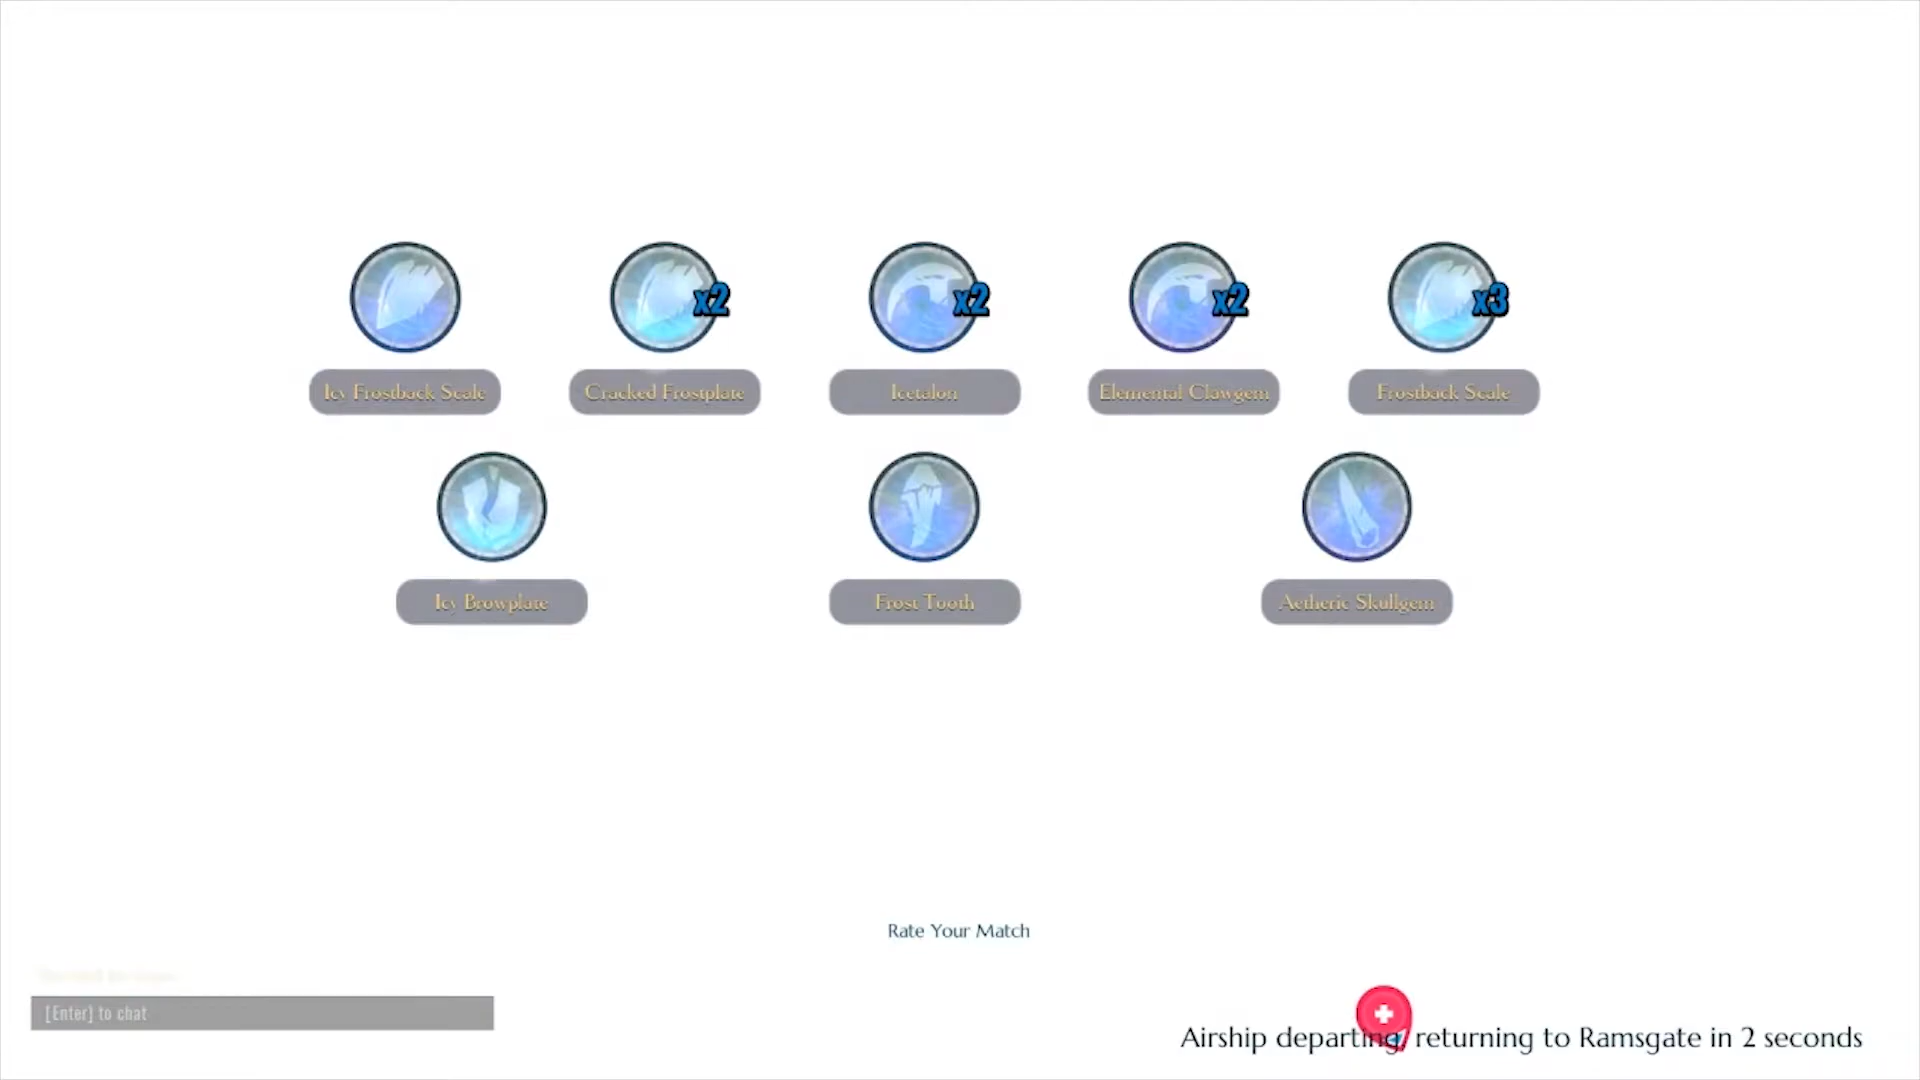 x2
x2
x2
x3
Icy Frostback Scale
Cracked Frostplate
Icetalon
Elemental Clawgem
Frostback Scale
Icy Browplate
Frost Tooth
Aetheric Skullgem
Rate Your Match
[Enter] to chat
Airship departing, returning to Ramsgate in 2 seconds